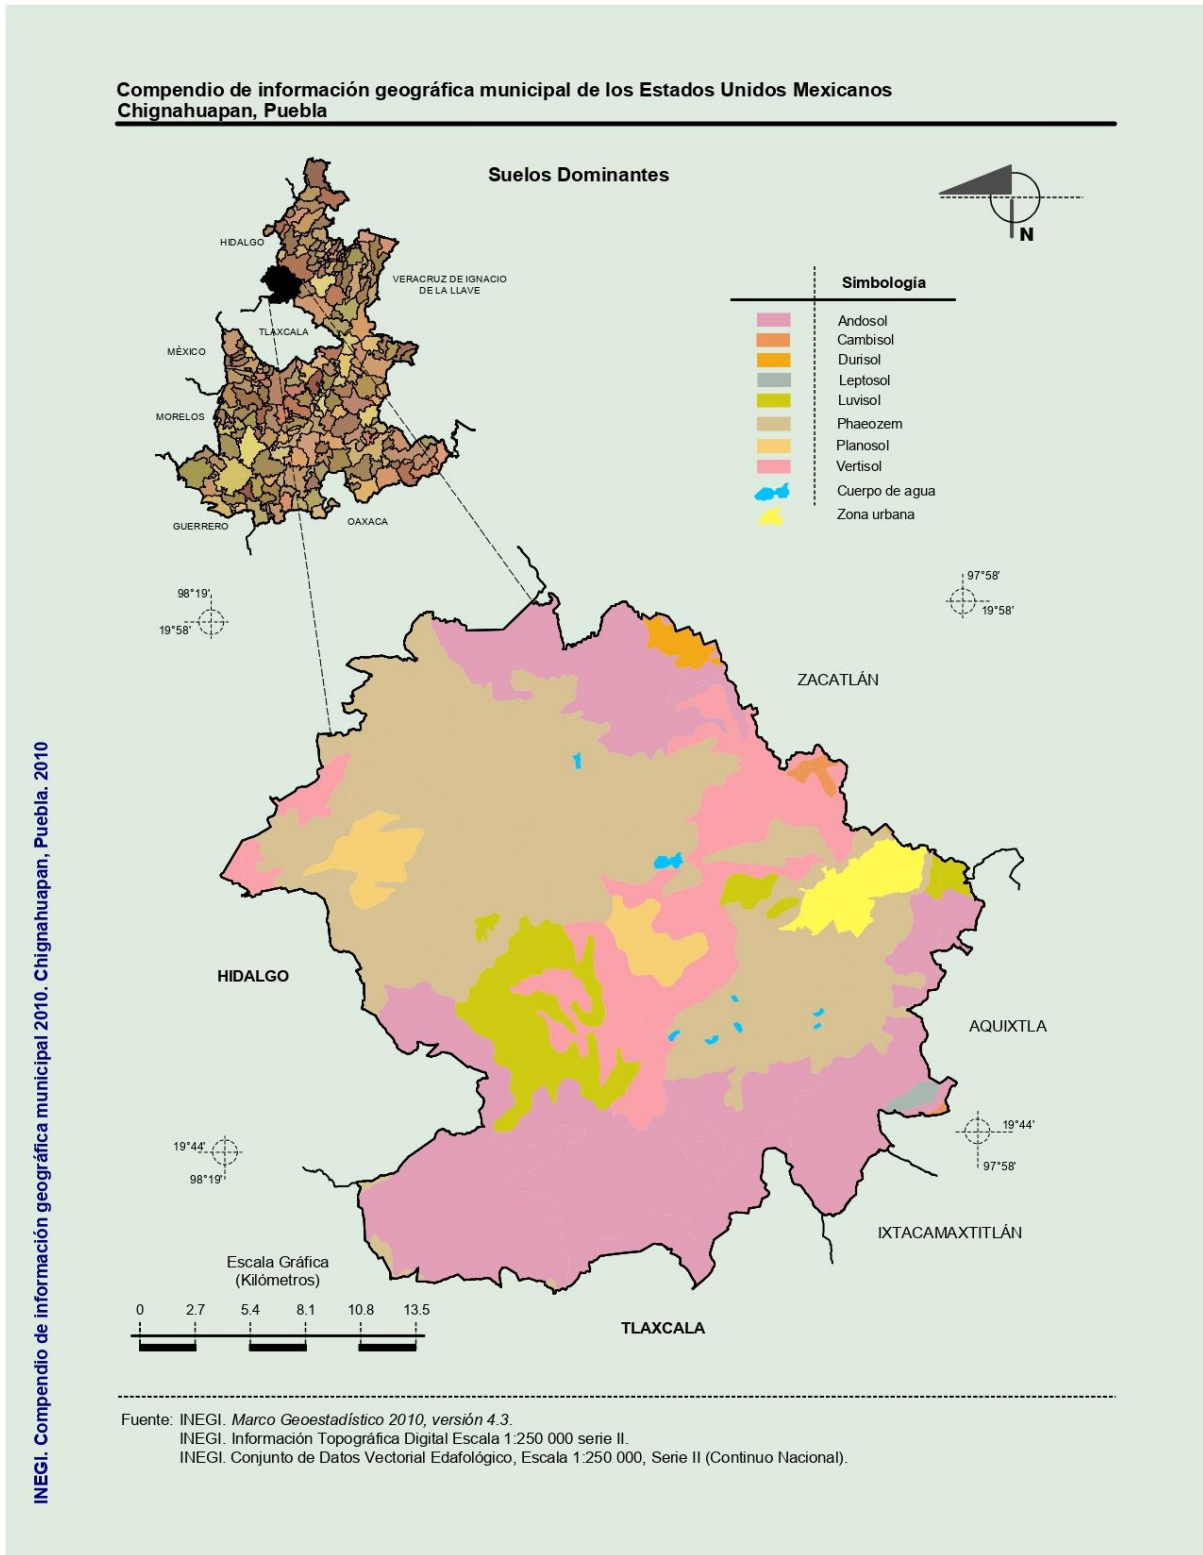 Compendio de información geográfica municipal de los Estados Unidos Mexicanos
Chignahuapan, Puebla
Suelos Dominantes
N
HIDALGO
VERACRUZ DE IGNACIO
DE LA LLAVE
TLAXCALA
MÉXICO
MORELOS
GUERRERO
OAXACA
Simbología
Andosol
Cambisol
Durisol
Leptosol
Luvisol
Phaeozem
Planosol
Vertisol
Cuerpo de agua
Zona urbana
98°19'
19°58'
97°58'
19°58'
ZACATLÁN
HIDALGO
AQUIXTLA
19°44'
98°19'
19°44'
97°58'
IXTACAMAXTITLÁN
TLAXCALA
Escala Gráfica
(Kilómetros)
0 2.7 5.4 8.1 10.8 13.5
Fuente: INEGI. Marco Geoestadístico 2010, versión 4.3.
INEGI. Información Topográfica Digital Escala 1:250 000 serie II.
INEGI. Conjunto de Datos Vectorial Edafológico, Escala 1:250 000, Serie II (Continuo Nacional).
INEGI. Compendio de información geográfica municipal 2010. Chignahuapan, Puebla. 2010